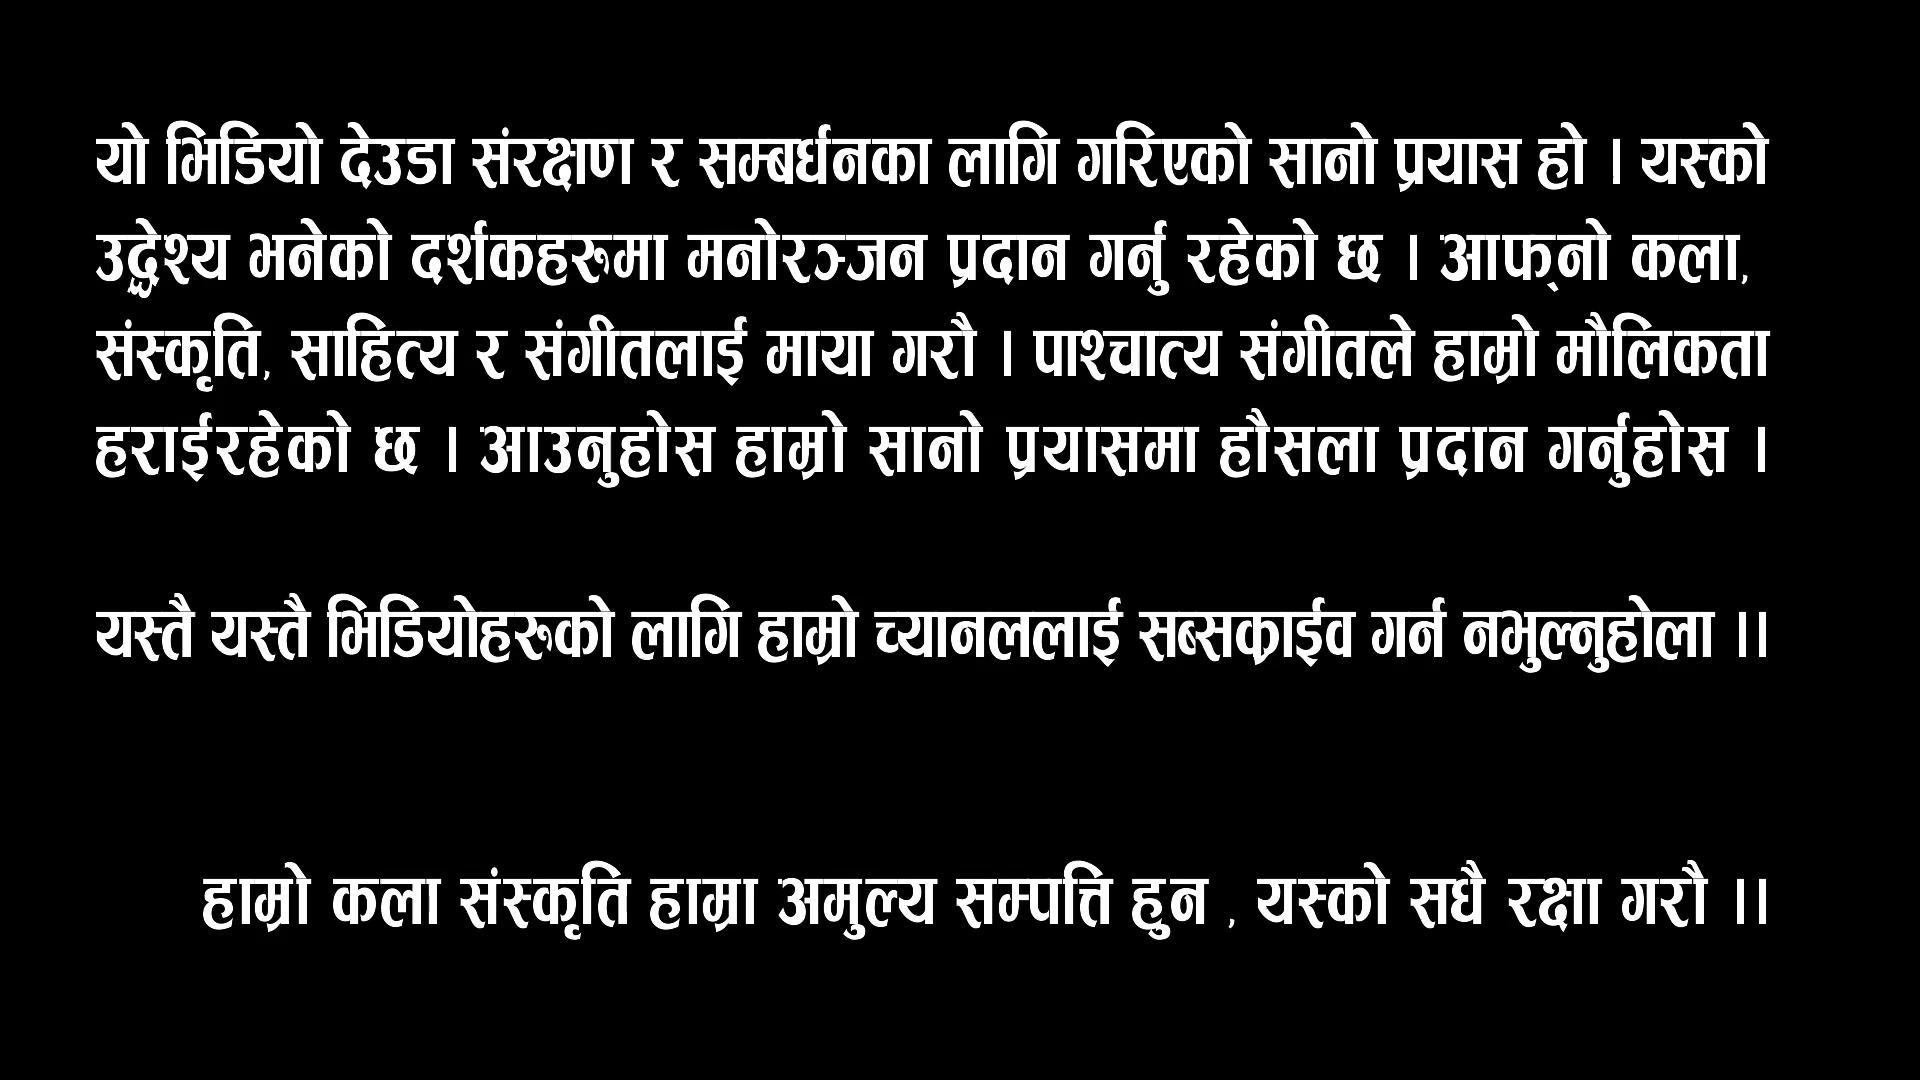 यो भिडियो देउडा संरक्षण र सम्बर्धनका लागि गरिएको सानो प्रयास हो । यस्को
उद्धेश्य भनेको दर्शकहरुमा मनोरञ्जन प्रदान गर्नु रहेको छ । आफ्नो कला,
संस्कृति, साहित्य र संगीतलाई माया गरौ । पाश्चात्य संगीतले हाम्रो मौलिकता
हराईरहेको छ । आउनुहोस हाम्रो सानो प्रयासमा हौसला प्रदान गर्नुहोस ।
यस्तै यस्तै भिडियोहरुको लागि हाम्रो च्यानललाई सब्सक्राईव गर्न नभुल्नुहोला ।।
हाम्रो कला संस्कृति हाम्रा अमुल्य सम्पत्ति हुन , यस्को सधै रक्षा गरौ ।।